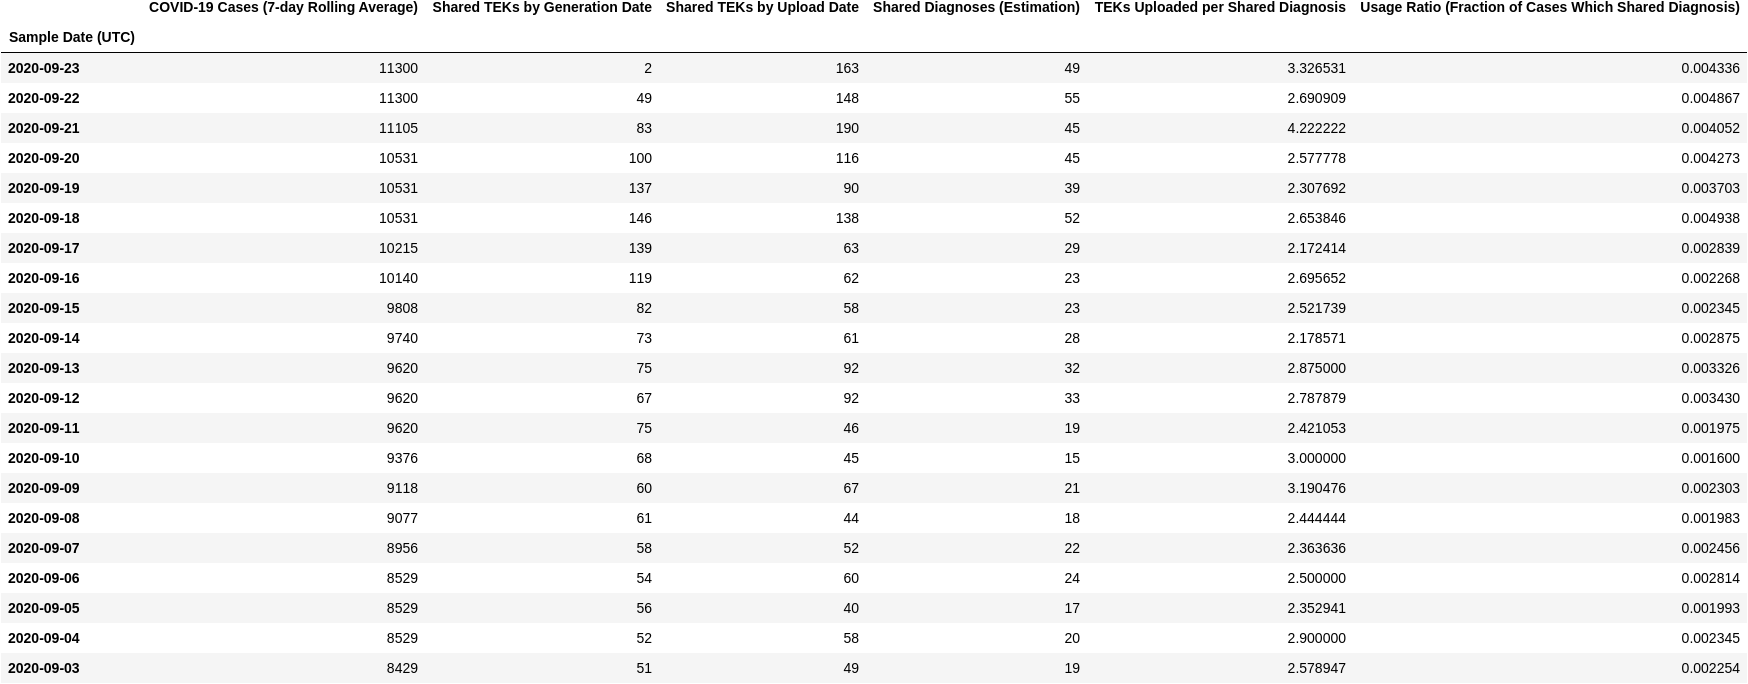 COVID-19 Cases (7-day Rolling Average) Shared TEKs by Generation Date Shared TEKs by Upload Date Shared Diagnoses (Estimation) TEKs Uploaded per Shared Diagnosis Usage Ratio (Fraction of Cases Which Shared Diagnosis)
Sample Date (UTC)
2020-09-23 11300 2 163 49 3.326531 0.004336
2020-09-22 11300 49 148 55 2.690909 0.004867
2020-09-21 11105 83 190 45 4.222222 0.004052
2020-09-20 10531 100 116 45 2.577778 0.004273
2020-09-19 10531 137 90 39 2.307692 0.003703
2020-09-18 10531 146 138 52 2.653846 0.004938
2020-09-17 10215 139 63 29 2.172414 0.002839
2020-09-16 10140 119 62 23 2.695652 0.002268
2020-09-15 9808 82 58 23 2.521739 0.002345
2020-09-14 9740 73 61 28 2.178571 0.002875
2020-09-13 9620 75 92 32 2.875000 0.003326
2020-09-12 9620 67 92 33 2.787879 0.003430
2020-09-11 9620 75 46 19 2.421053 0.001975
2020-09-10 9376 68 45 15 3.000000 0.001600
2020-09-09 9118 60 67 21 3.190476 0.002303
2020-09-08 9077 61 44 18 2.444444 0.001983
2020-09-07 8956 58 52 22 2.363636 0.002456
2020-09-06 8529 54 60 24 2.500000 0.002814
2020-09-05 8529 56 40 17 2.352941 0.001993
2020-09-04 8529 52 58 20 2.900000 0.002345
2020-09-03 8429 51 49 19 2.578947 0.002254